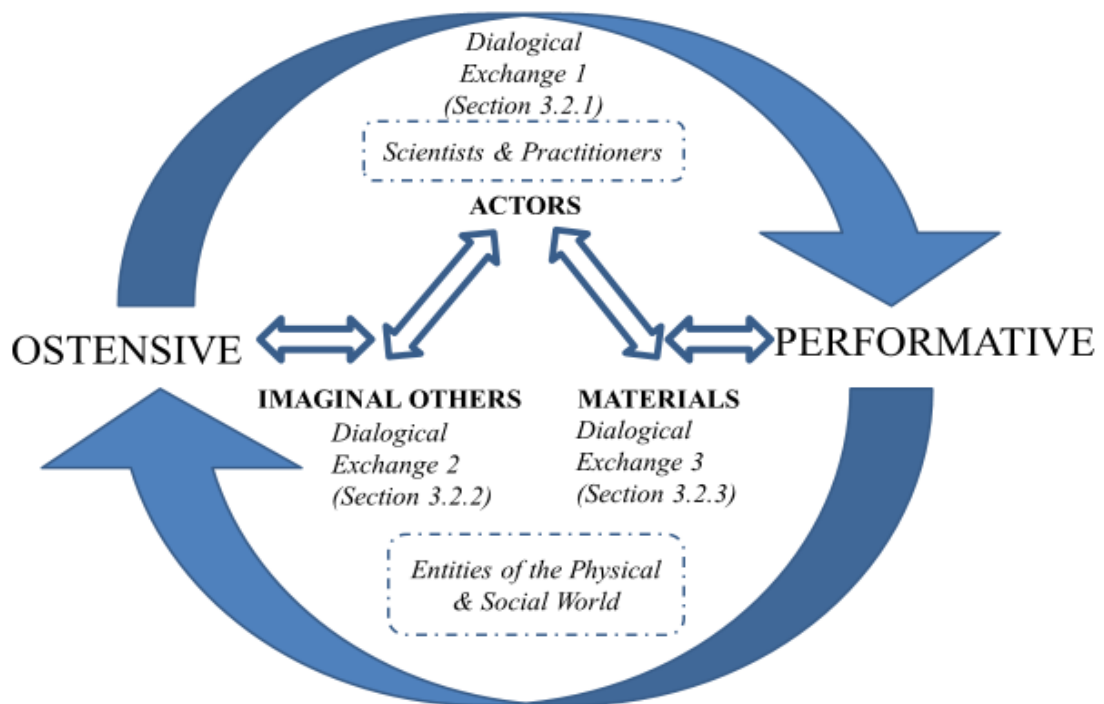 Dialogical
Exchange 1
(Section 3.2.1)
Scientists & Practitioners
ACTORS
OSTENSIVE
PERFORMATIVE
IMAGINAL OTHERS
Dialogical
Exchange 2
(Section 3.2.2)
MATERIALS
Dialogical
Exchange 3
(Section 3.2.3)
Entities of the Physical
& Social World